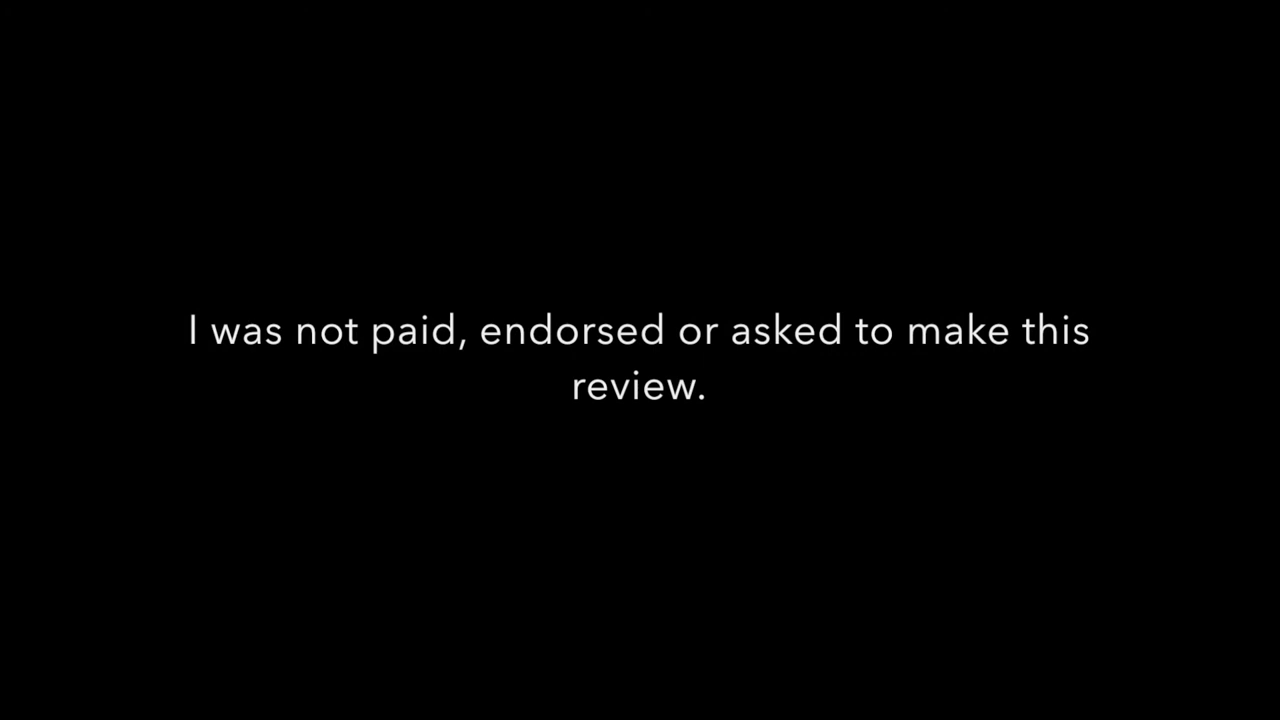 I was not paid, endorsed or asked to make this
review.